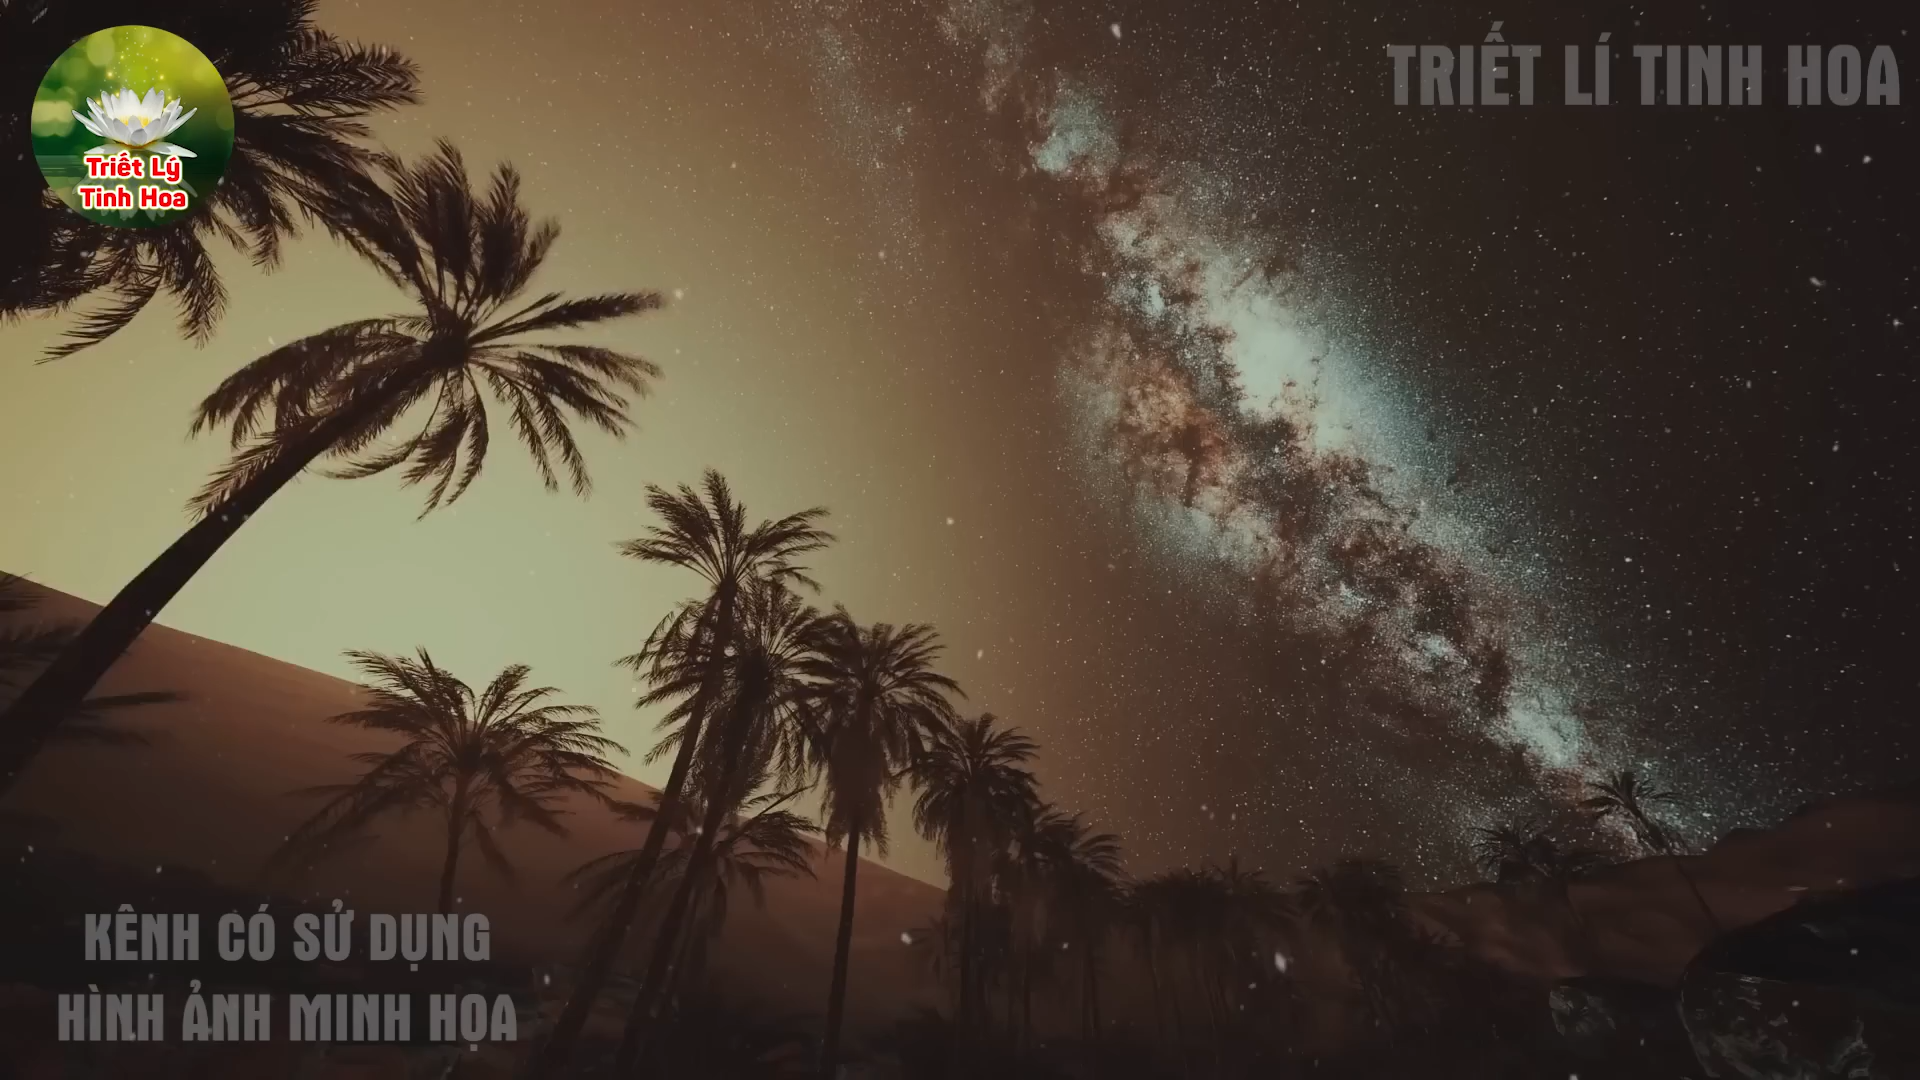 Triết Lý
Tinh Hoa
TRIẾT LÍ TINH HOA
KÊNH CÓ SỬ DỤNG
HÌNH ẢNH MINH HỌA